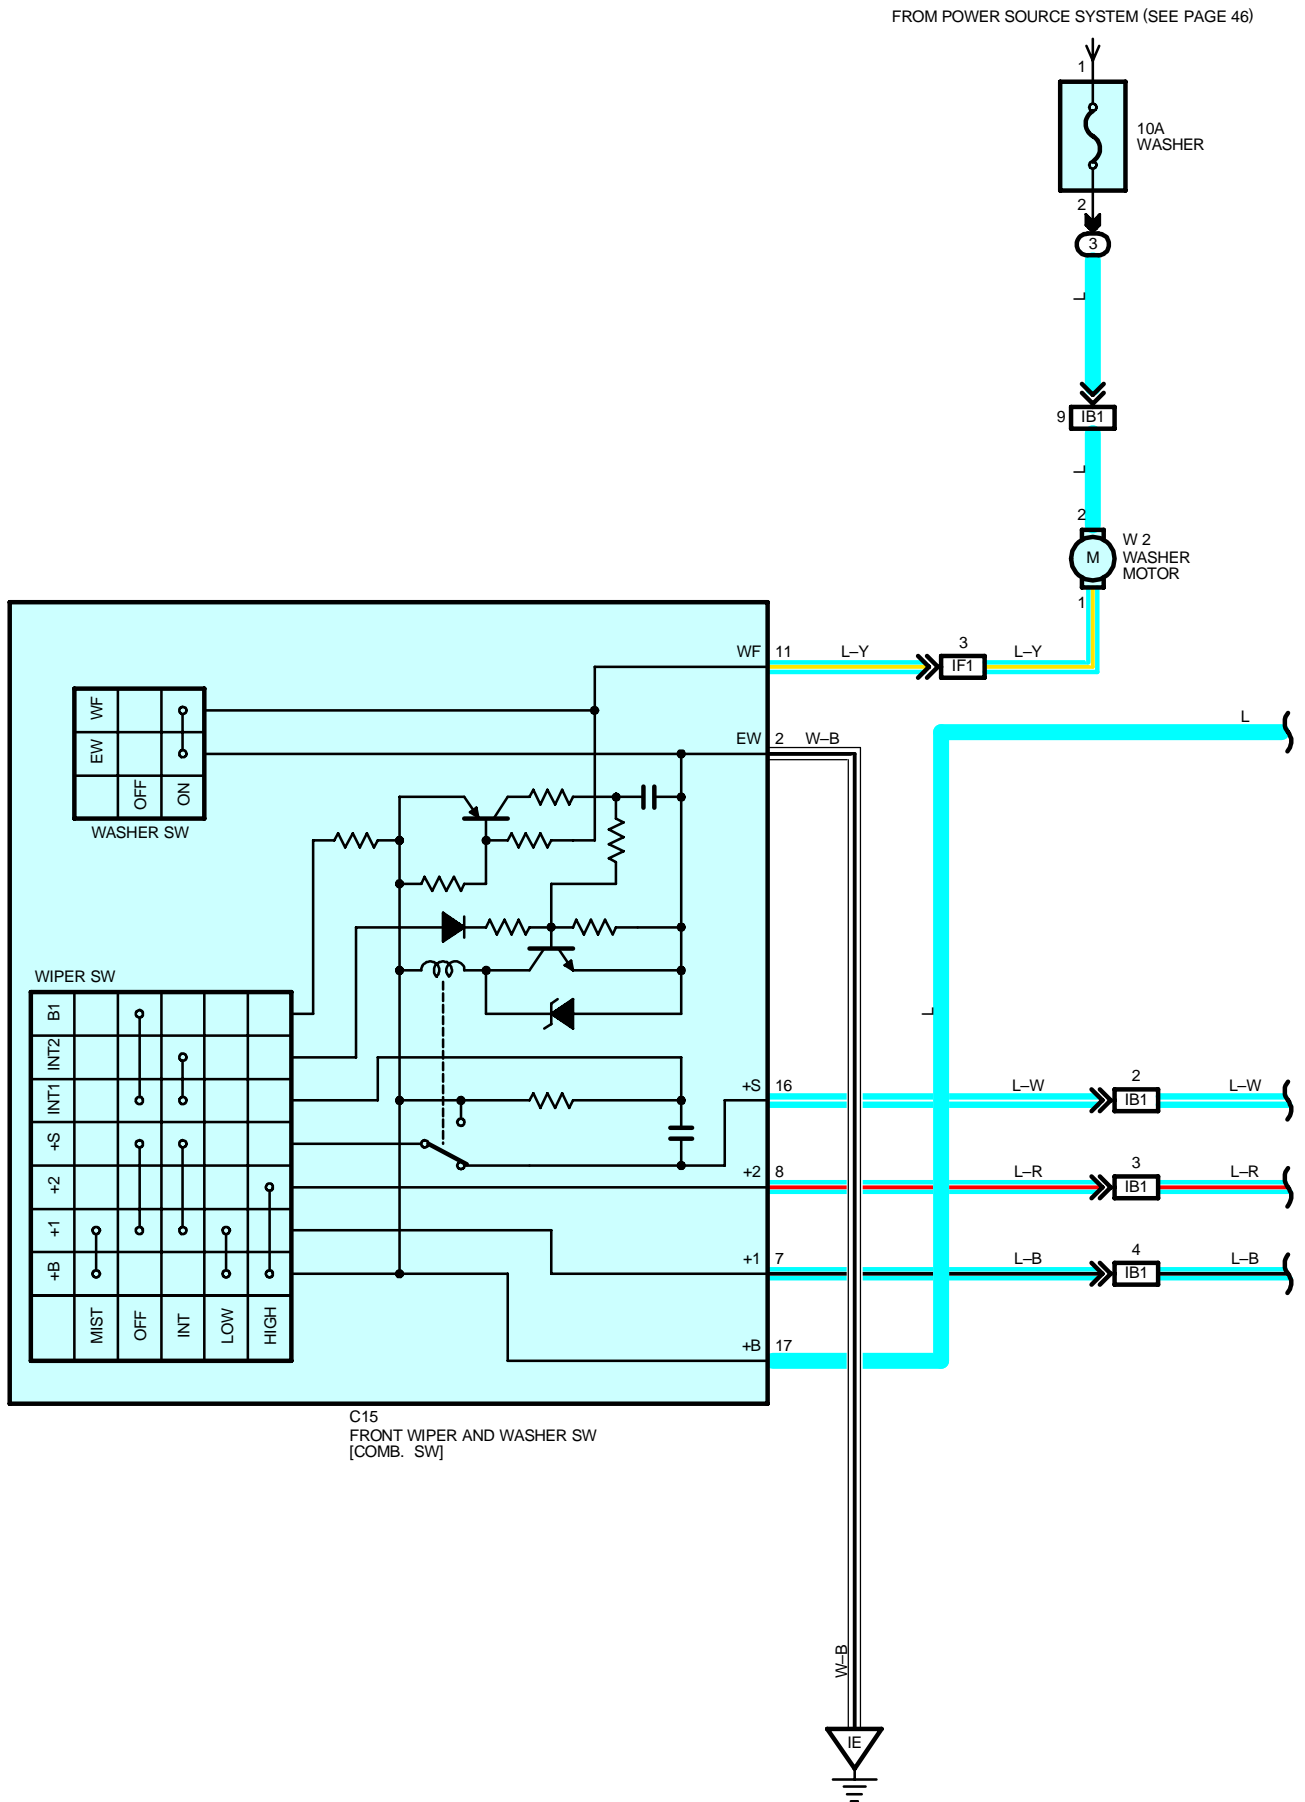 FROM POWER SOURCE SYSTEM (SEE PAGE 46)
1
10A
WASHER
2
3
L
9 IB1
L
2
M
W 2
WASHER
MOTOR
1
WF 11 L–Y
3
IF1
L–Y
L
EW 2 W–B
WF
EW
OFF
ON
WASHER SW
WIPER SW
B1
INT2
INT1
+S
+2
+1
+B
MIST
OFF
INT
LOW
HIGH
L
+S 16 L–W
2
IB1
L–W
+2 8 L–R
3
IB1
L–R
+1 7 L–B
4
IB1
L–B
+B 17
C15
FRONT WIPER AND WASHER SW
[COMB. SW]
W–B
IE